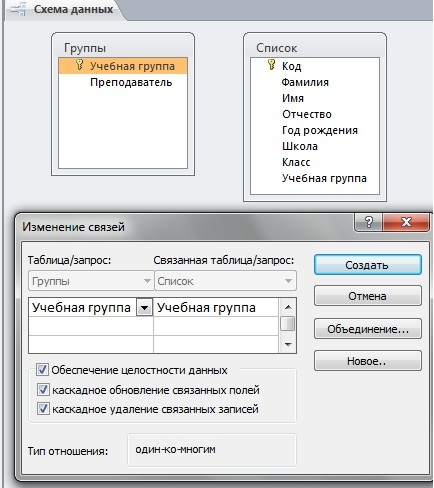 Схема данных
Группы
Учебная группа
Преподаватель
Список
Код
Фамилия
Имя
Отчество
Год рождения
Школа
Класс
Учебная группа
Изменение связей
?
Таблица/запрос: Связанная таблица/запрос:
Группы Список
Учебная группа Учебная группа
Обеспечение целостности данных
каскадное обновление связанных полей
каскадное удаление связанных записей
Тип отношения: один-ко-многим
Создать
Отмена
Объединение...
Новое..